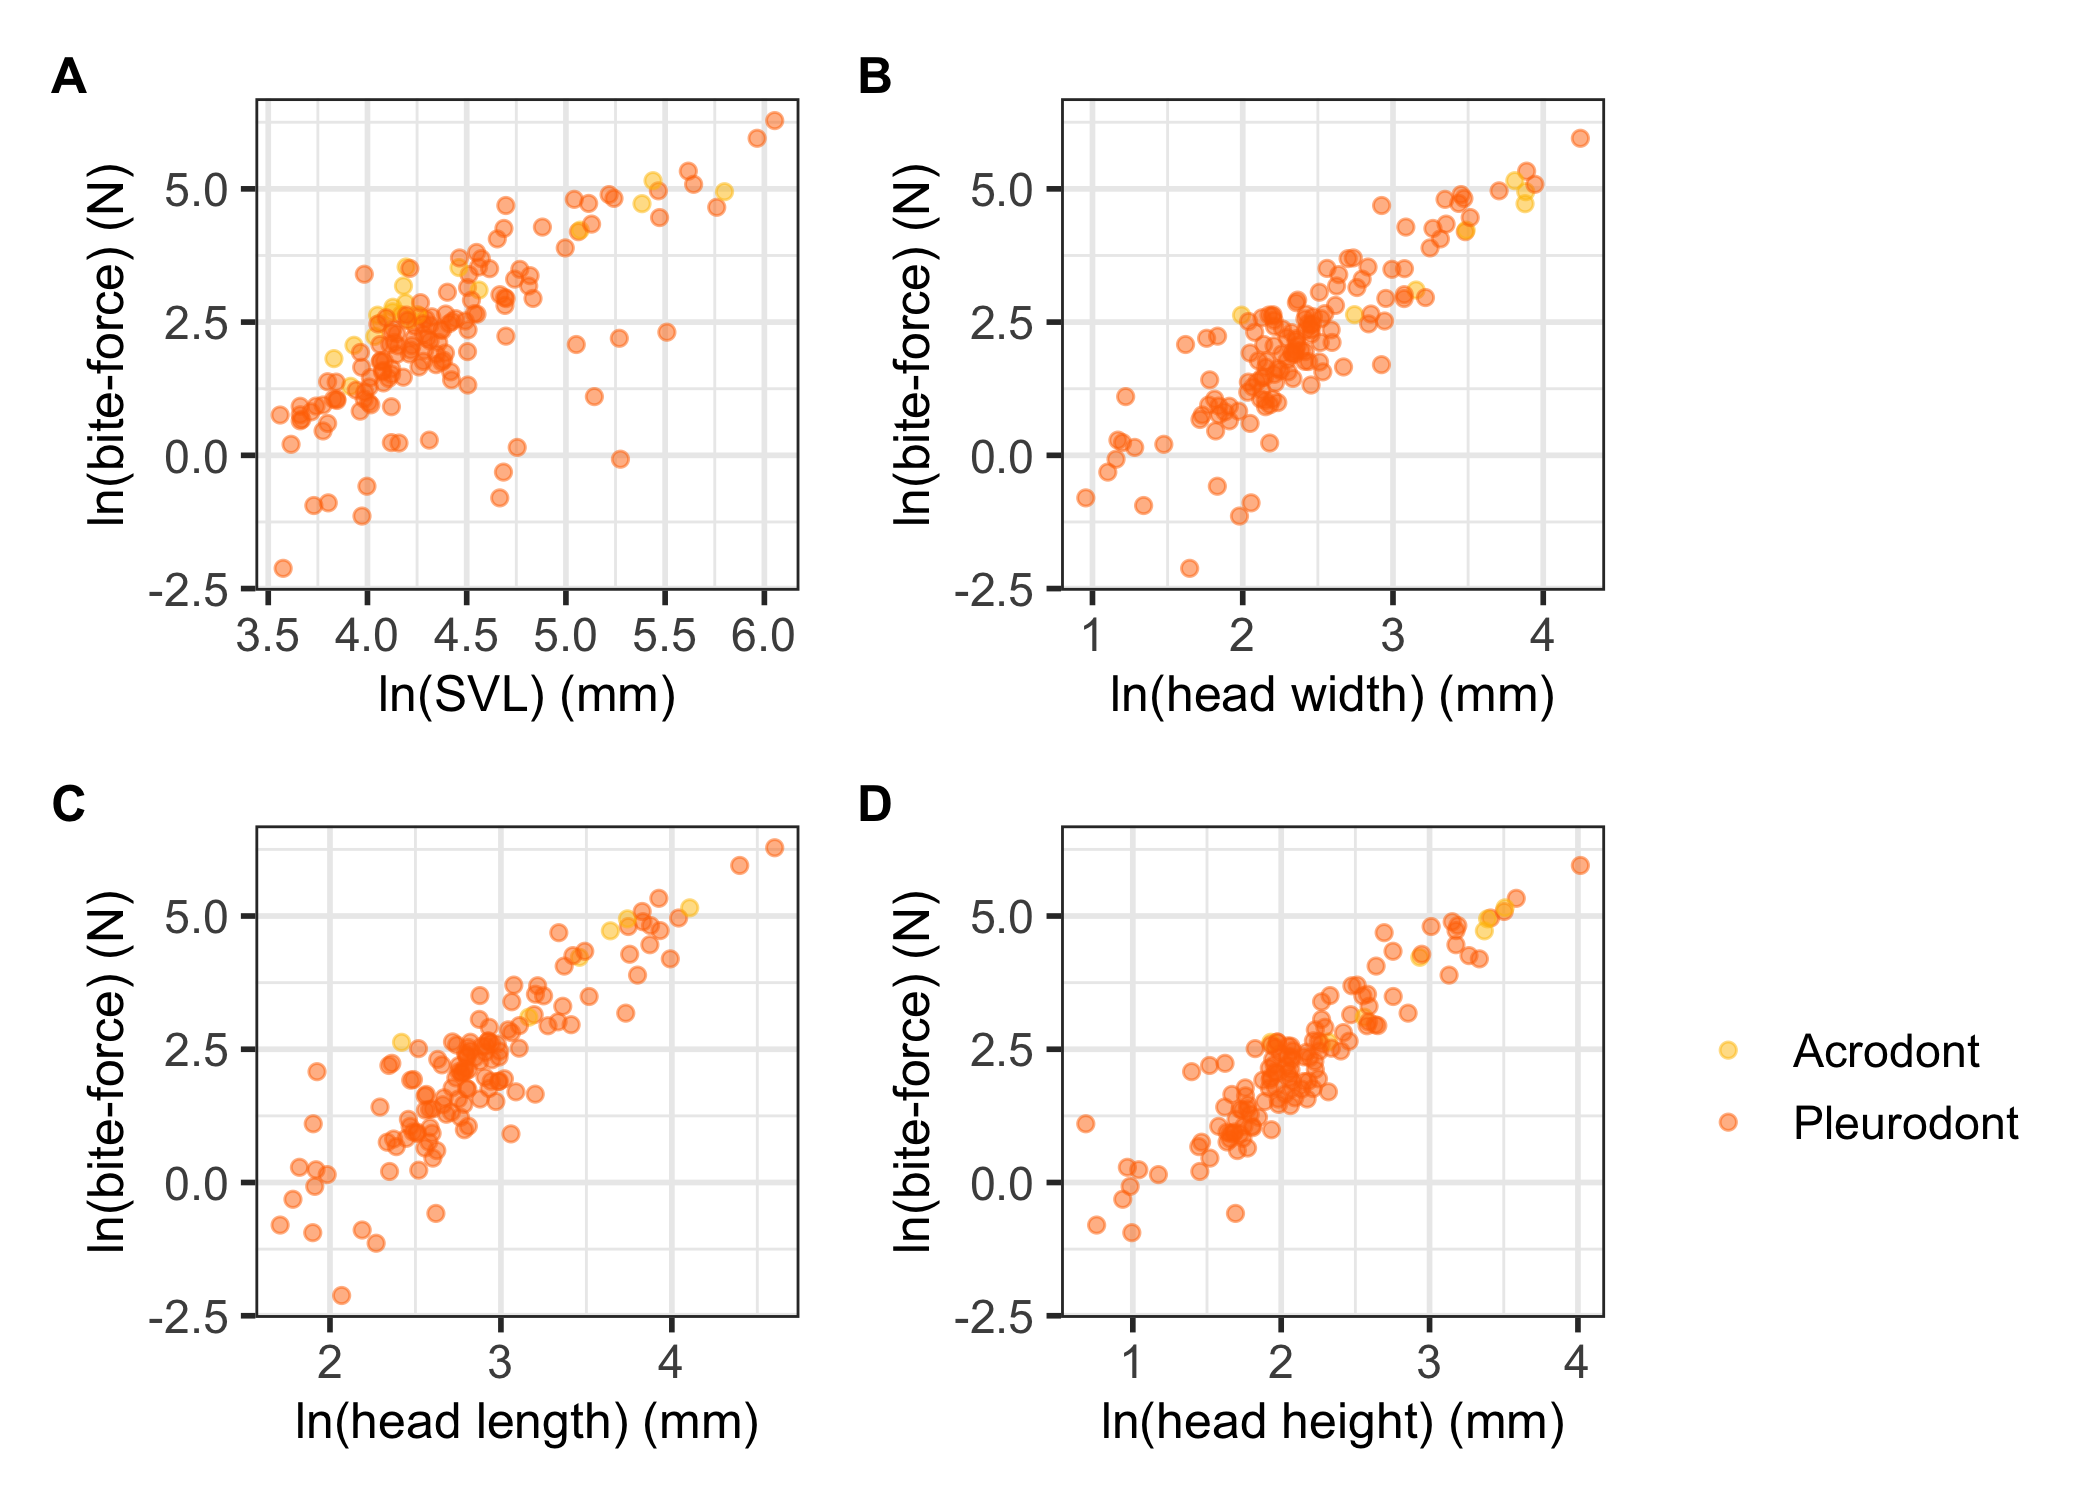 A
B
ln(bite-force) (N)
5.0
2.5
0.0
-2.5
3.5 4.0 4.5 5.0 5.5 6.0
ln(SVL) (mm)
ln(bite-force) (N)
5.0
2.5
0.0
-2.5
1 2 3 4
ln(head width) (mm)
C
D
ln(bite-force) (N)
5.0
2.5
0.0
-2.5
2 3 4
ln(head length) (mm)
ln(bite-force) (N)
5.0
2.5
0.0
-2.5
1 2 3 4
ln(head height) (mm)
Acrodont
Pleurodont